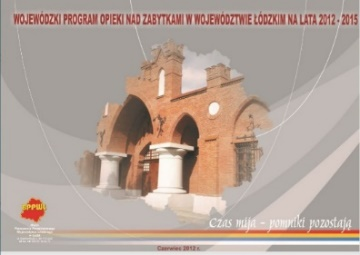 WOJEWÓDZKI PROGRAM OPIEKI NAD ZABYTKAMI W WOJEWÓDZTWIE ŁÓDZKIM NA LATA 2012 - 2015
Czas mija - pomniki pozostają
Czerwiec 2012 r.